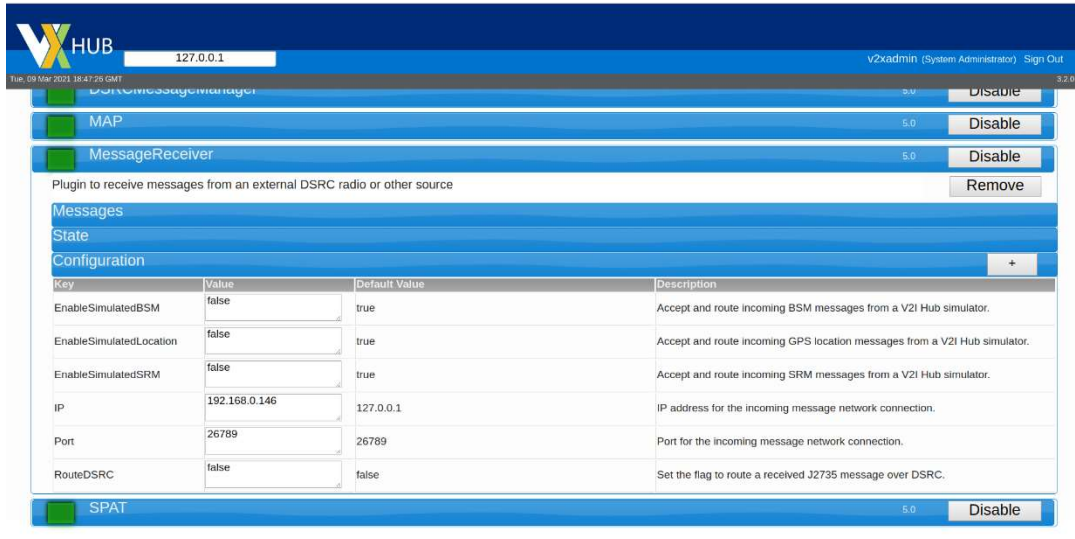 VX HUB
127.0.0.1
v2xadmin (System Administrator) Sign Out
Tue, 09 Mar 2021 18:47:26 GMT 3.2.0
DSRCMessageManager 5.0 Disable
MAP 5.0 Disable
MessageReceiver 5.0 Disable
Plugin to receive messages from an external DSRC radio or other source Remove
Messages
State
Configuration +
Key Value Default Value Description
EnableSimulatedBSM false true Accept and route incoming BSM messages from a V2I Hub simulator.
EnableSimulatedLocation false true Accept and route incoming GPS location messages from a V2I Hub simulator.
EnableSimulatedSRM false true Accept and route incoming SRM messages from a V2I Hub simulator.
IP 192.168.0.146 127.0.0.1 IP address for the incoming message network connection.
Port 26789 26789 Port for the incoming message network connection.
RouteDSRC false false Set the flag to route a received J2735 message over DSRC.
SPAT 5.0 Disable